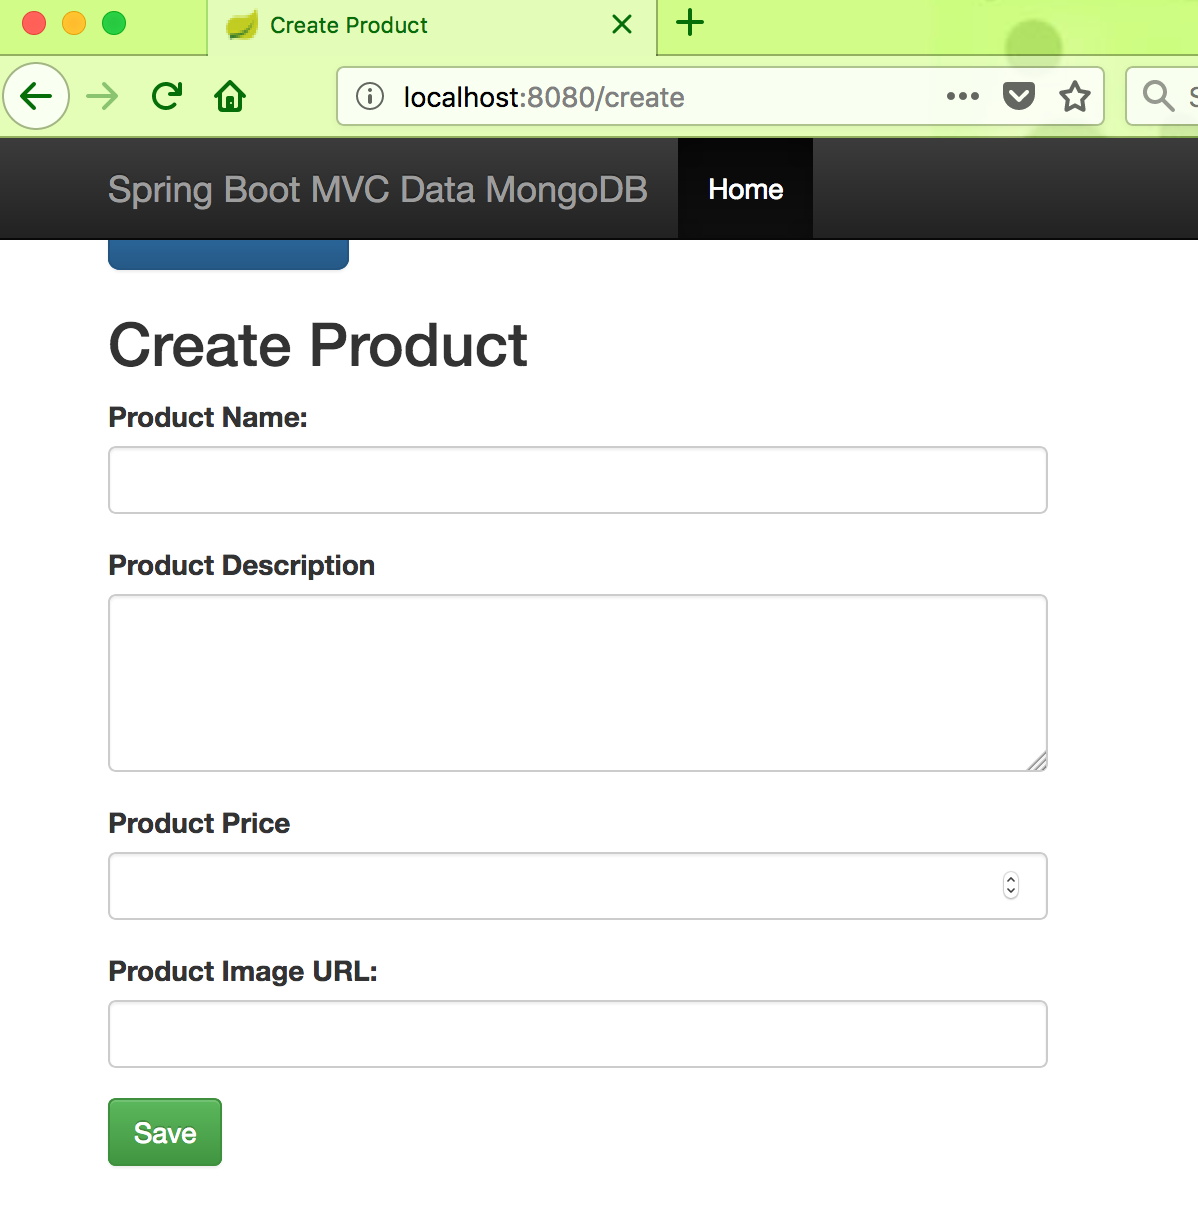 Create Product
localhost:8080/create
Spring Boot MVC Data MongoDB
Home
Create Product
Product Name:
Product Description
Product Price
Product Image URL:
Save